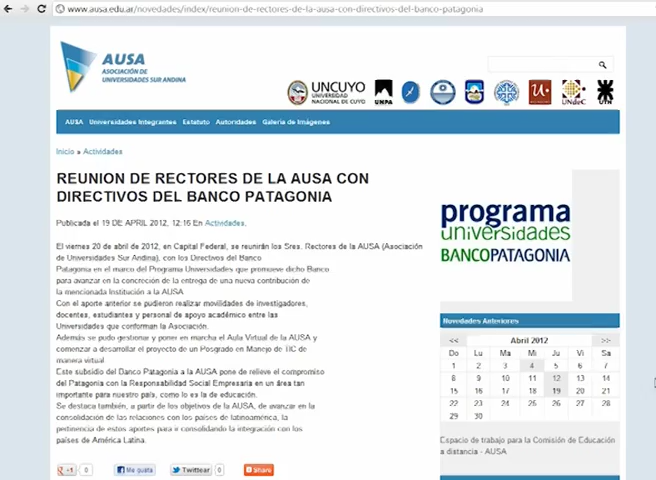 www.ausa.edu.ar/novedades/index/reunion-de-rectores-de-la-ausa-con-directivos-del-banco-patagonia
AUSA
ASOCIACIÓN DE
UNIVERSIDADES SUR ANDINA
UNCUYO
UNIVERSIDAD
NACIONAL DE CUYO
UNPA
UNdeC
UTN
AUSA Universidades Integrantes Estatuto Autoridades Galería de Imágenes
Inicio » Actividades
REUNION DE RECTORES DE LA AUSA CON
DIRECTIVOS DEL BANCO PATAGONIA
Publicada el 19 DE APRIL 2012, 12:16 En Actividades.
El viernes 20 de abril de 2012, en Capital Federal, se reunirán los Sres. Rectores de la AUSA (Asociación
de Universidades Sur Andina), con los Directivos del Banco
Patagonia en el marco del Programa Universidades que promueve dicho Banco
para avanzar en la concreción de la entrega de una nueva contribución de
la mencionada Institución a la AUSA
Con el aporte anterior se pudieron realizar movilidades de investigadores,
docentes, estudiantes y personal de apoyo académico entre las
Universidades que conforman la Asociación.
Además se pudo gestionar y poner en marcha el Aula Virtual de la AUSA y
comenzar a desarrollar el proyecto de un Posgrado en Manejo de TIC de
manera virtual
Este subsidio del Banco Patagonia a la AUSA pone de relieve el compromiso
del Patagonia con la Responsabilidad Social Empresaria en un área tan
importante para nuestro país, como lo es la de educación.
Se destaca también, a partir de los objetivos de la AUSA, de avanzar en la
consolidación de las relaciones con los países de latinoamérica, la
pertinencia de estos aportes para ir consolidando la integración con los
países de América Latina.
g +1 0 Me gusta Twittear 0 Share
programa
universidades
BANCOPATAGONIA
Novedades Anteriores
<< Abril 2012 >>
Do Lu Ma Mi Ju Vi Sa
1 2 3 4 5 6 7
8 9 10 11 12 13 14
15 16 17 18 19 20 21
22 23 24 25 26 27 28
29 30
Espacio de trabajo para la Comisión de Educación
a distancia - AUSA